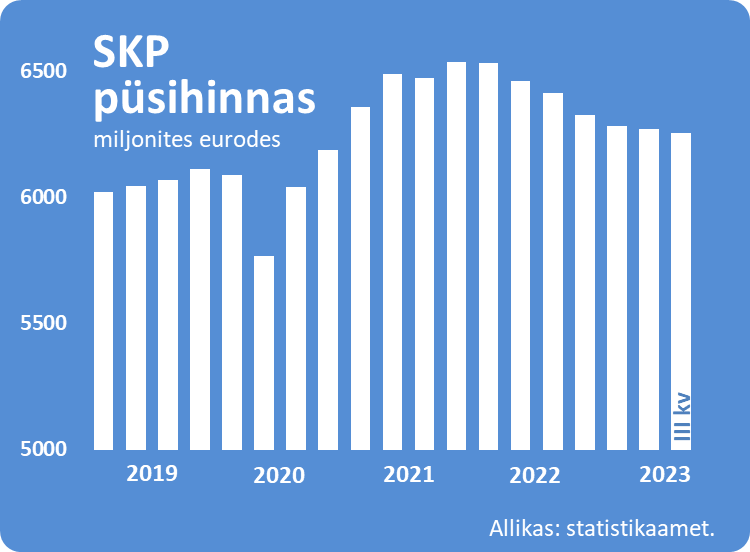 SKP
püsihinnas
miljonites eurodes
6500
6000
5500
5000
III kv
2019 2020 2021 2022 2023
Allikas: statistikaamet.